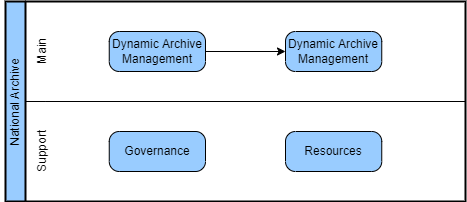 National Archive
Main
Dynamic Archive
Management
Dynamic Archive
Management
Support
Governance
Resources